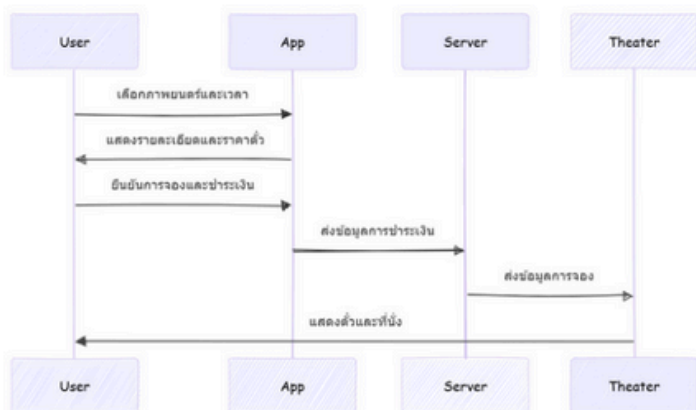 User
App
Server
Theater
เลือกภาพยนตร์และเวลา
แสดงรายละเอียดและราคาตั๋ว
ยืนยันการจองและชำระเงิน
ส่งข้อมูลการชำระเงิน
ส่งข้อมูลการจอง
แสดงตั๋วและที่นั่ง
User
App
Server
Theater